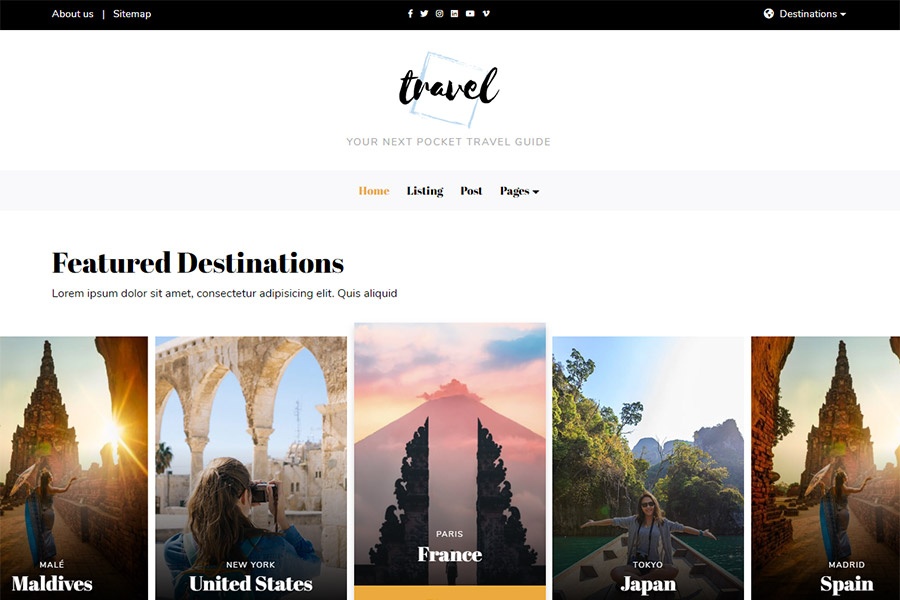 About us | Sitemap
Destinations
travel
YOUR NEXT POCKET TRAVEL GUIDE
Home Listing Post Pages
Featured Destinations
Lorem ipsum dolor sit amet, consectetur adipisicing elit. Quis aliquid
MALÉ
Maldives
NEW YORK
United States
PARIS
France
TOKYO
Japan
MADRID
Spain